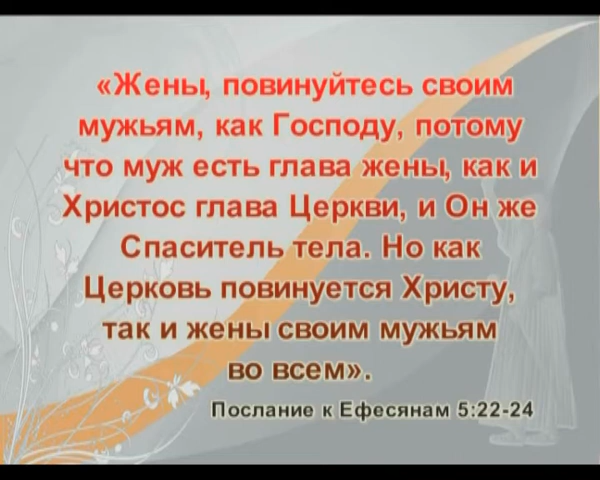 «Жены, повинуйтесь своим
мужьям, как Господу, потому
что муж есть глава жены, как и
Христос глава Церкви, и Он же
Спаситель тела. Но как
Церковь повинуется Христу,
так и жены своим мужьям
во всем».
Послание к Ефесянам 5:22-24